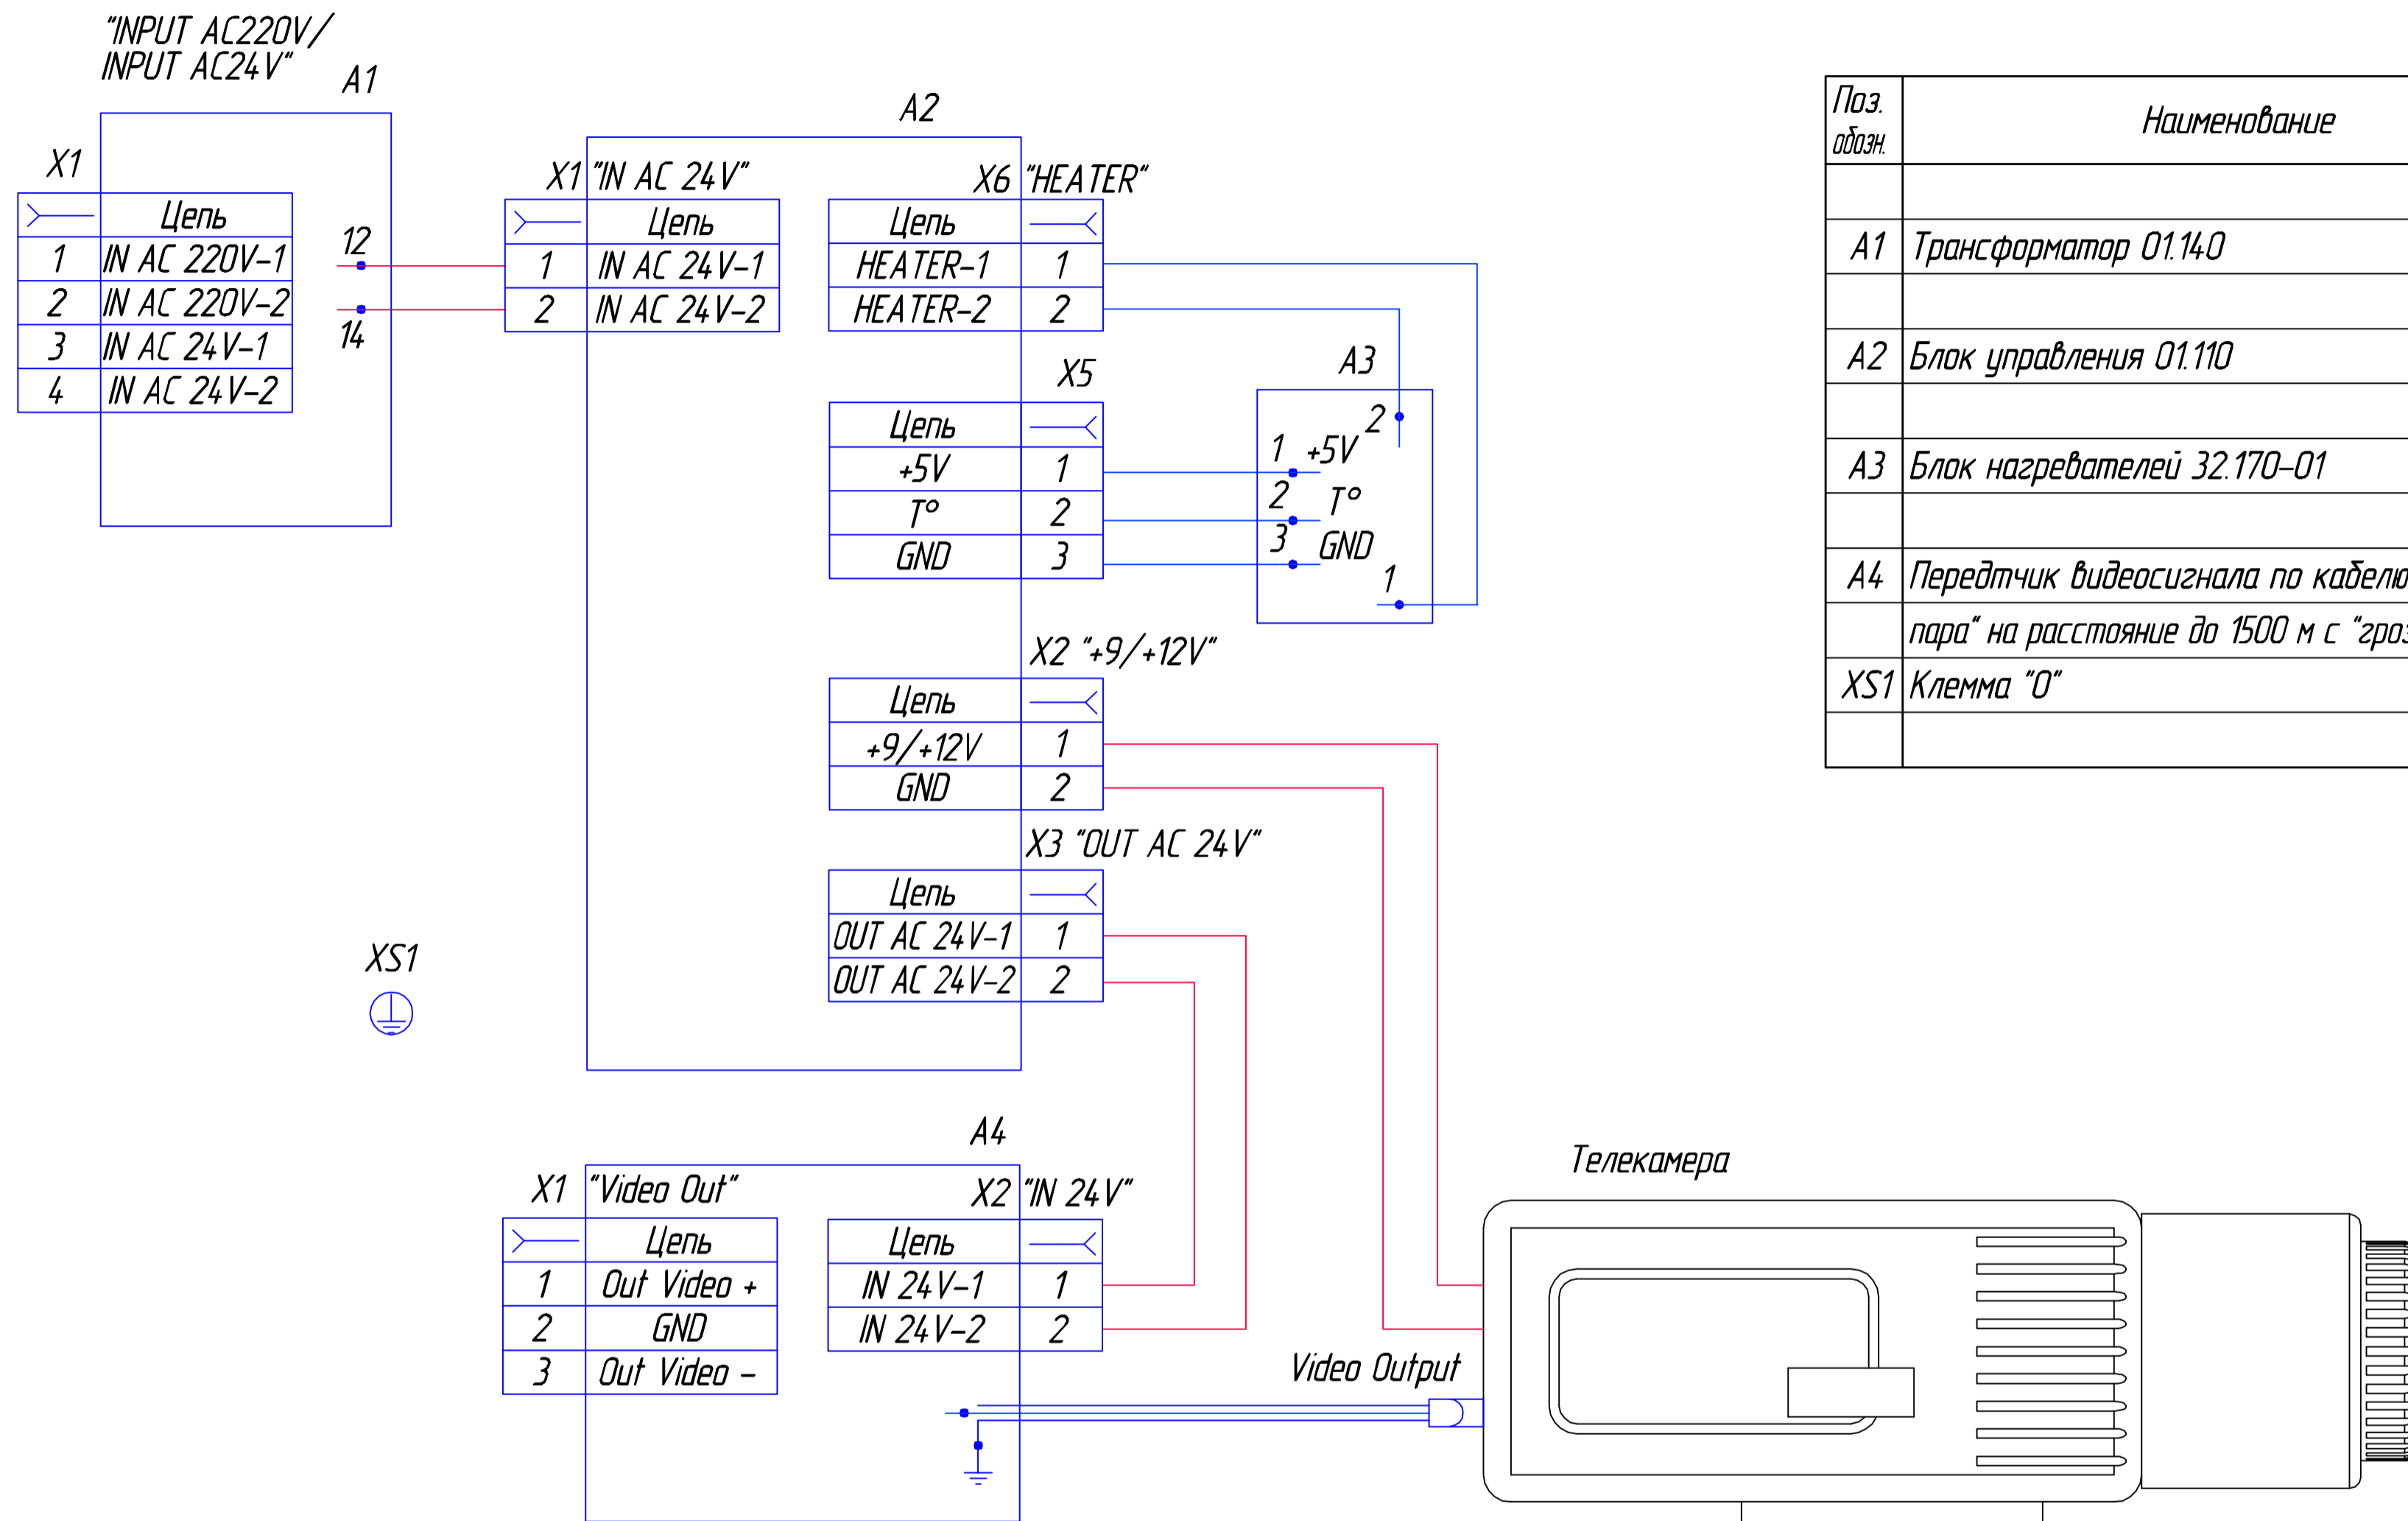 "INPUT AC220V/
INPUT AC24V"
A1
X1
Цепь
1 IN AC 220V-1
2 IN AC 220V-2
3 IN AC 24V-1
4 IN AC 24V-2
12
14
A2
X1 "IN AC 24V"
Цепь
1 IN AC 24V-1
2 IN AC 24V-2
X6 "HEATER"
Цепь
HEATER-1 1
HEATER-2 2
X5
Цепь
+5V 1
T° 2
GND 3
A3
2
1 +5V
2 T°
3 GND
1
X2 "+9/+12V"
Цепь
+9/+12V 1
GND 2
X3 "OUT AC 24V"
Цепь
OUT AC 24V-1 1
OUT AC 24V-2 2
XS1
A4
X1 "Video Out"
Цепь
1 Out Video +
2 GND
3 Out Video -
X2 "IN 24V"
Цепь
IN 24V-1 1
IN 24V-2 2
Video Output
Телекамера
Поз. обозн.
Наименование
A1 Трансформатор 01.140
A2 Блок управления 01.110
A3 Блок нагревателей 32.170-01
A4 Передтчик видеосигнала по кабелю
пара" на расстояние до 1500 м с "гроз
XS1 Клемма "0"